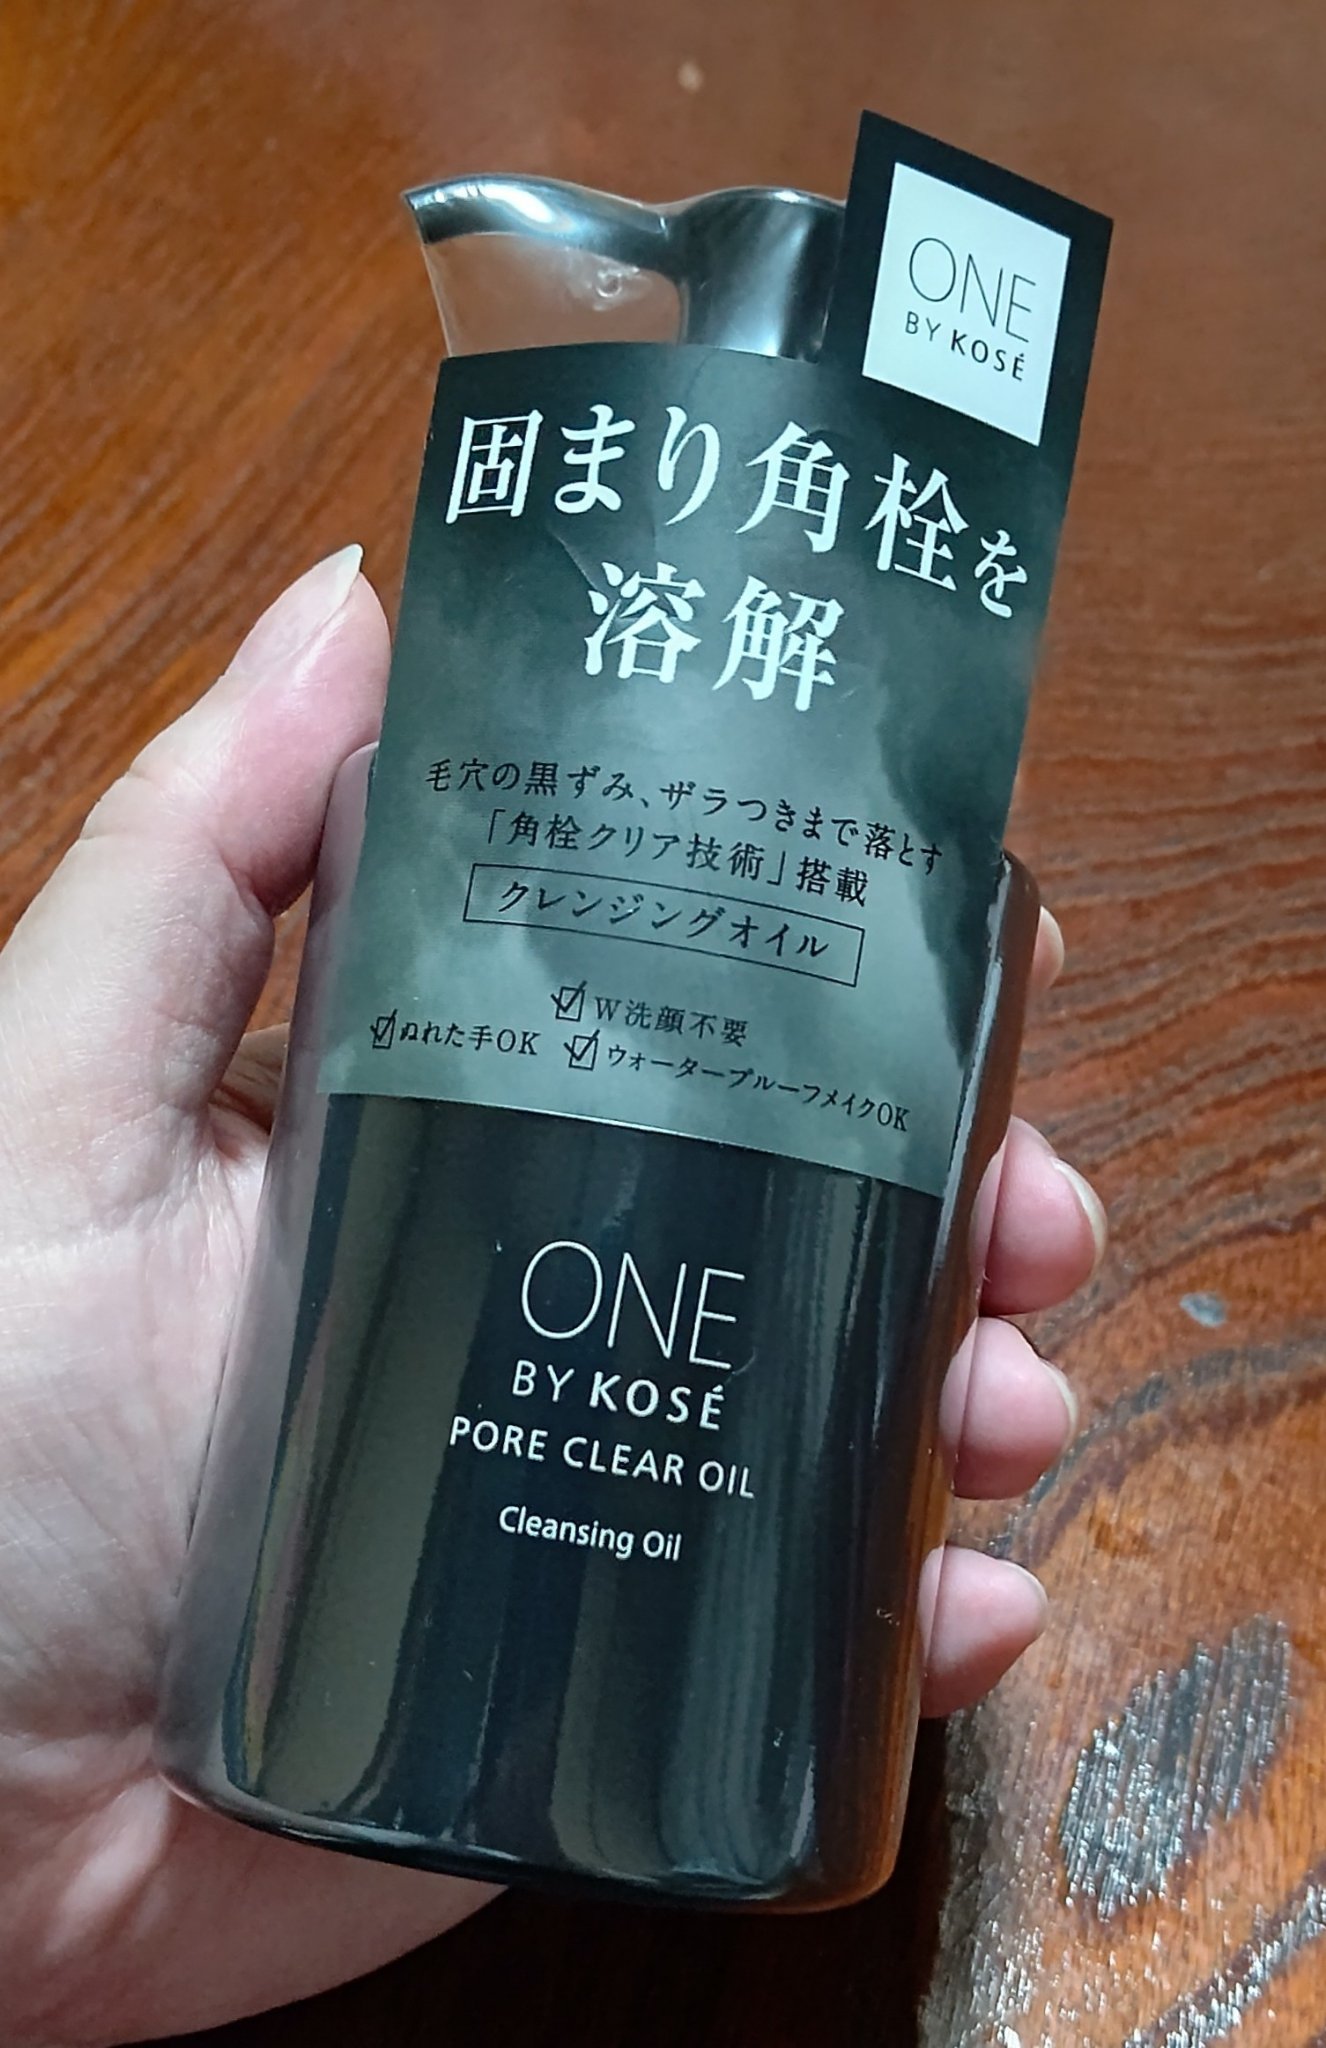 ONE
BY KOSÉ
固まり角栓を
溶解
毛穴の黒ずみ、ザラつきまで落とす
「角栓クリア技術」搭載
クレンジングオイル
W洗顔不要
ぬれた手OK ウォータープルーフメイクOK
ONE
BY KOSÉ
PORE CLEAR OIL
Cleansing Oil